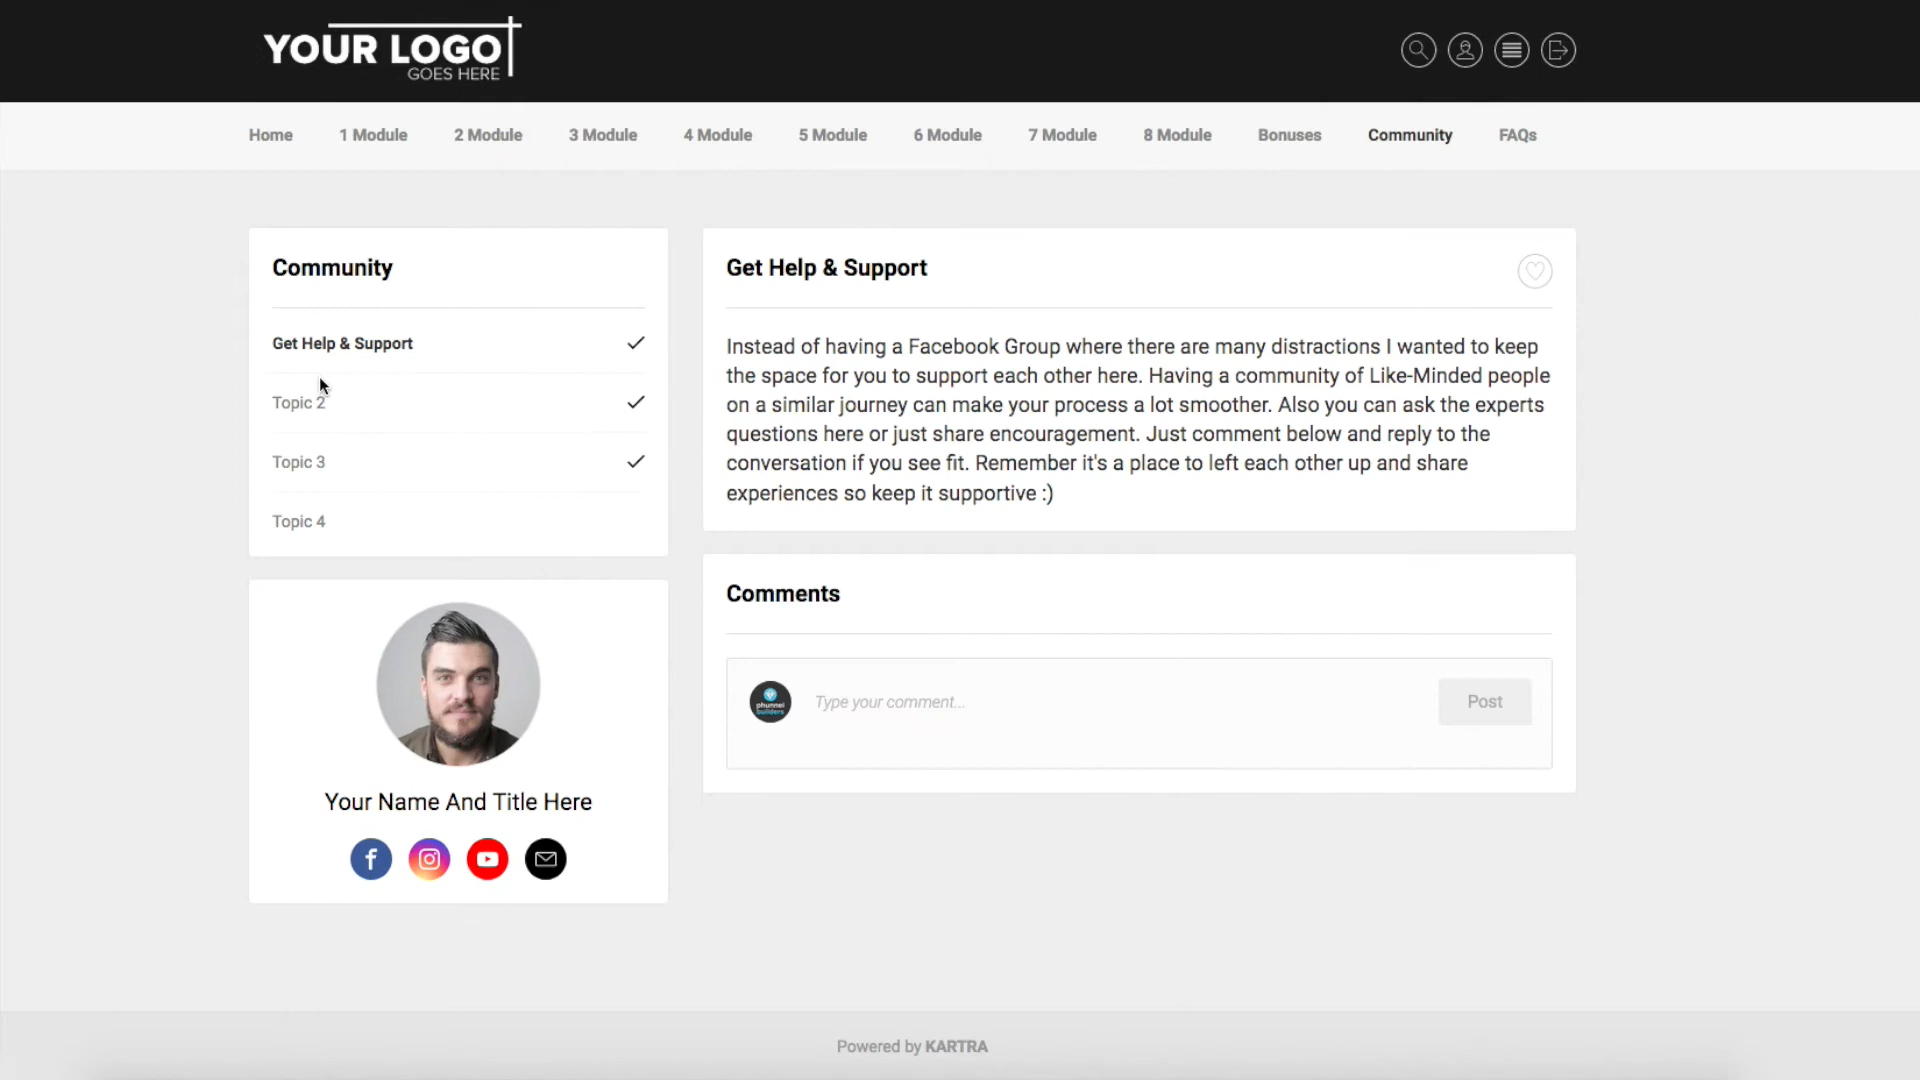 YOUR LOGO
GOES HERE
Home 1 Module 2 Module 3 Module 4 Module 5 Module 6 Module 7 Module 8 Module Bonuses Community FAQs
Community
Get Help & Support
Topic 2
Topic 3
Topic 4
Your Name And Title Here
Get Help & Support
Instead of having a Facebook Group where there are many distractions I wanted to keep
the space for you to support each other here. Having a community of Like-Minded people
on a similar journey can make your process a lot smoother. Also you can ask the experts
questions here or just share encouragement. Just comment below and reply to the
conversation if you see fit. Remember it's a place to left each other up and share
experiences so keep it supportive :)
Comments
phunnel
builders
Type your comment...
Post
Powered by KARTRA